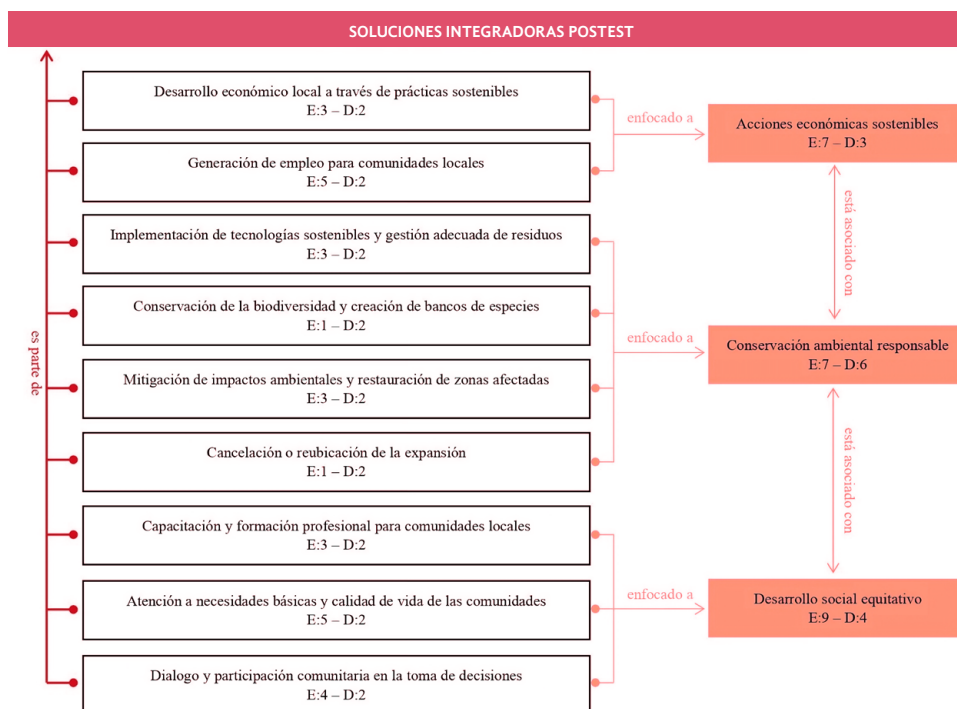 SOLUCIONES INTEGRADORAS POSTEST
Desarrollo económico local a través de prácticas sostenibles
E:3 – D:2
Generación de empleo para comunidades locales
E:5 – D:2
enfocado a
Acciones económicas sostenibles
E:7 – D:3
está asociado con
Implementación de tecnologías sostenibles y gestión adecuada de residuos
E:3 – D:2
Conservación de la biodiversidad y creación de bancos de especies
E:1 – D:2
Mitigación de impactos ambientales y restauración de zonas afectadas
E:3 – D:2
Cancelación o reubicación de la expansión
E:1 – D:2
enfocado a
Conservación ambiental responsable
E:7 – D:6
está asociado con
Capacitación y formación profesional para comunidades locales
E:3 – D:2
Atención a necesidades básicas y calidad de vida de las comunidades
E:5 – D:2
Dialogo y participación comunitaria en la toma de decisiones
E:4 – D:2
enfocado a
Desarrollo social equitativo
E:9 – D:4
es parte de